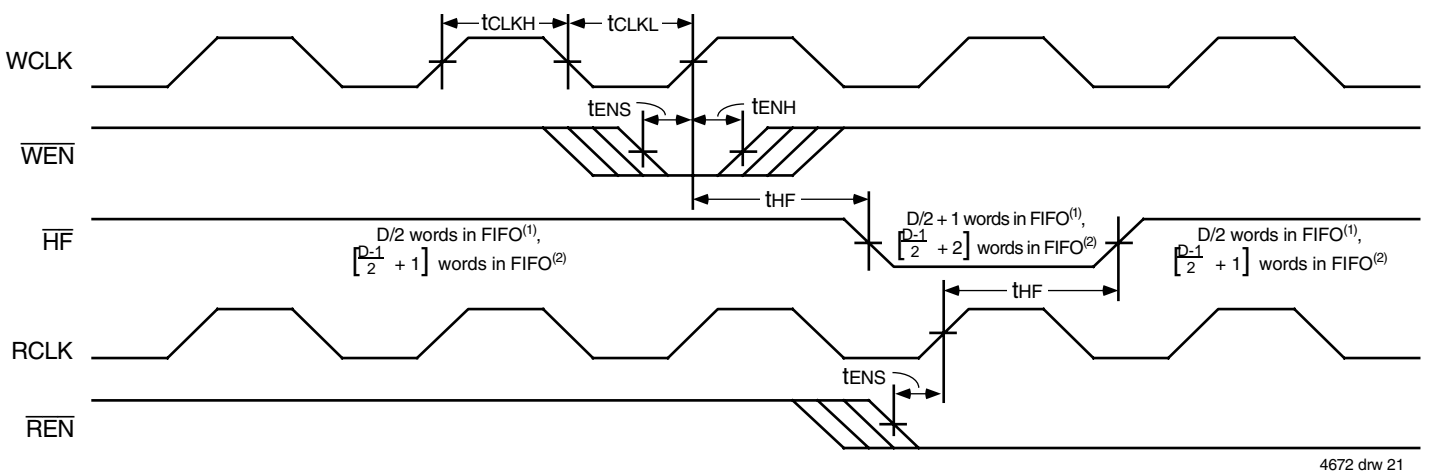 tCLKH
tCLKL
WCLK
tENS
tENH
WEN
tHF
HF
D/2 words in FIFO(1),
[D-1/2 + 1] words in FIFO(2)
D/2 + 1 words in FIFO(1),
[D-1/2 + 2] words in FIFO(2)
D/2 words in FIFO(1),
[D-1/2 + 1] words in FIFO(2)
tHF
RCLK
tENS
REN
4672 drw 21